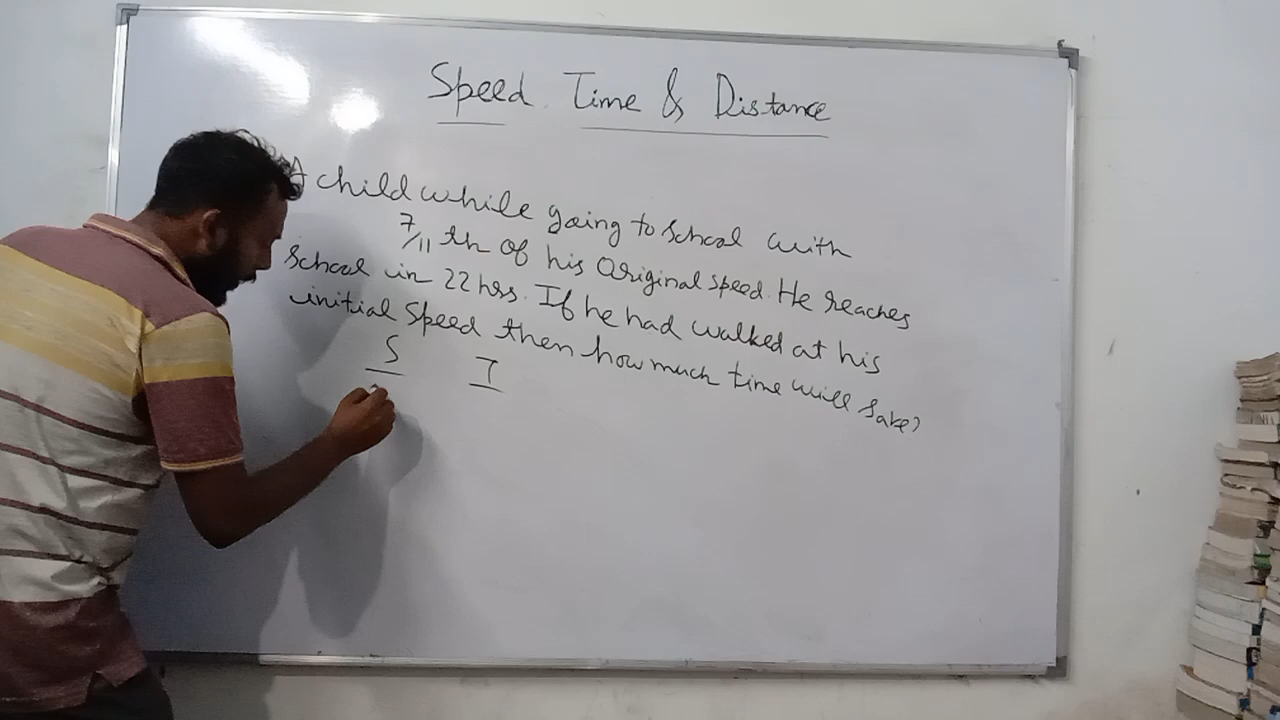 Speed Time & Distance
A child while going to school with
7/11 th of his original speed. He reaches
school in 22 hrs. If he had walked at his
initial speed then how much time will take?
S T